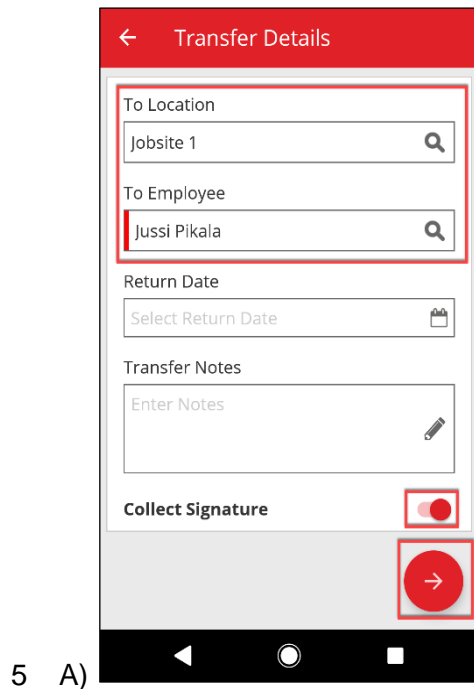 Transfer Details
To Location
Jobsite 1
To Employee
Jussi Pikala
Return Date
Select Return Date
Transfer Notes
Enter Notes
Collect Signature
5 A)